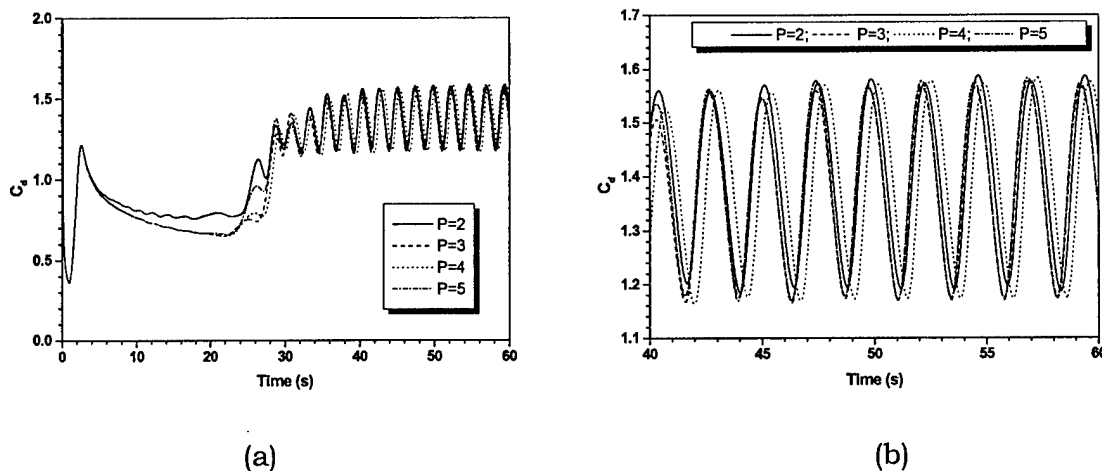 2.0
1.5
1.0
0.5
0.0
C_d
P=2
P=3
P=4
P=5
0 10 20 30 40 50 60
Time (s)
(a)
1.7
1.6
1.5
1.4
1.3
1.2
1.1
C_d
P=2; P=3; P=4; P=5
40 45 50 55 60
Time (s)
(b)